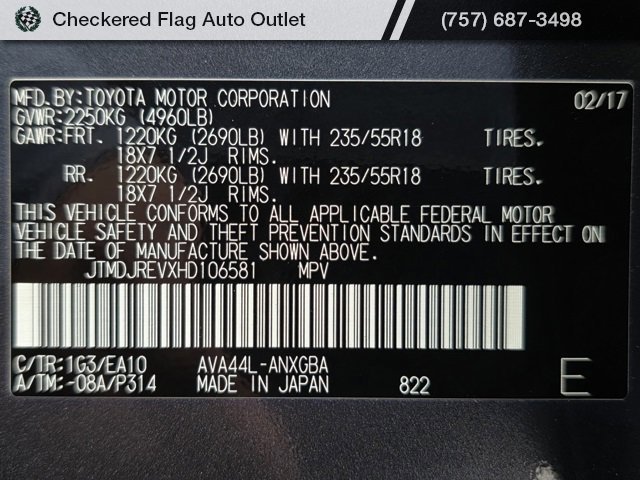 Checkered Flag Auto Outlet (757) 687-3498
MFD. BY: TOYOTA MOTOR CORPORATION 02/17
GVWR: 2250KG (4960LB)
GAWR: FRT. 1220KG (2690LB) WITH 235/55R18 TIRES.
18X7 1/2J RIMS.
RR. 1220KG (2690LB) WITH 235/55R18 TIRES.
18X7 1/2J RIMS.
THIS VEHICLE CONFORMS TO ALL APPLICABLE FEDERAL MOTOR
VEHICLE SAFETY AND THEFT PREVENTION STANDARDS IN EFFECT ON
THE DATE OF MANUFACTURE SHOWN ABOVE.
JTMDJREVXHD106581 MPV
C/TR: 1G3/EA10 AVA44L-ANXGBA
A/TM: -08A/P314 MADE IN JAPAN 822 E